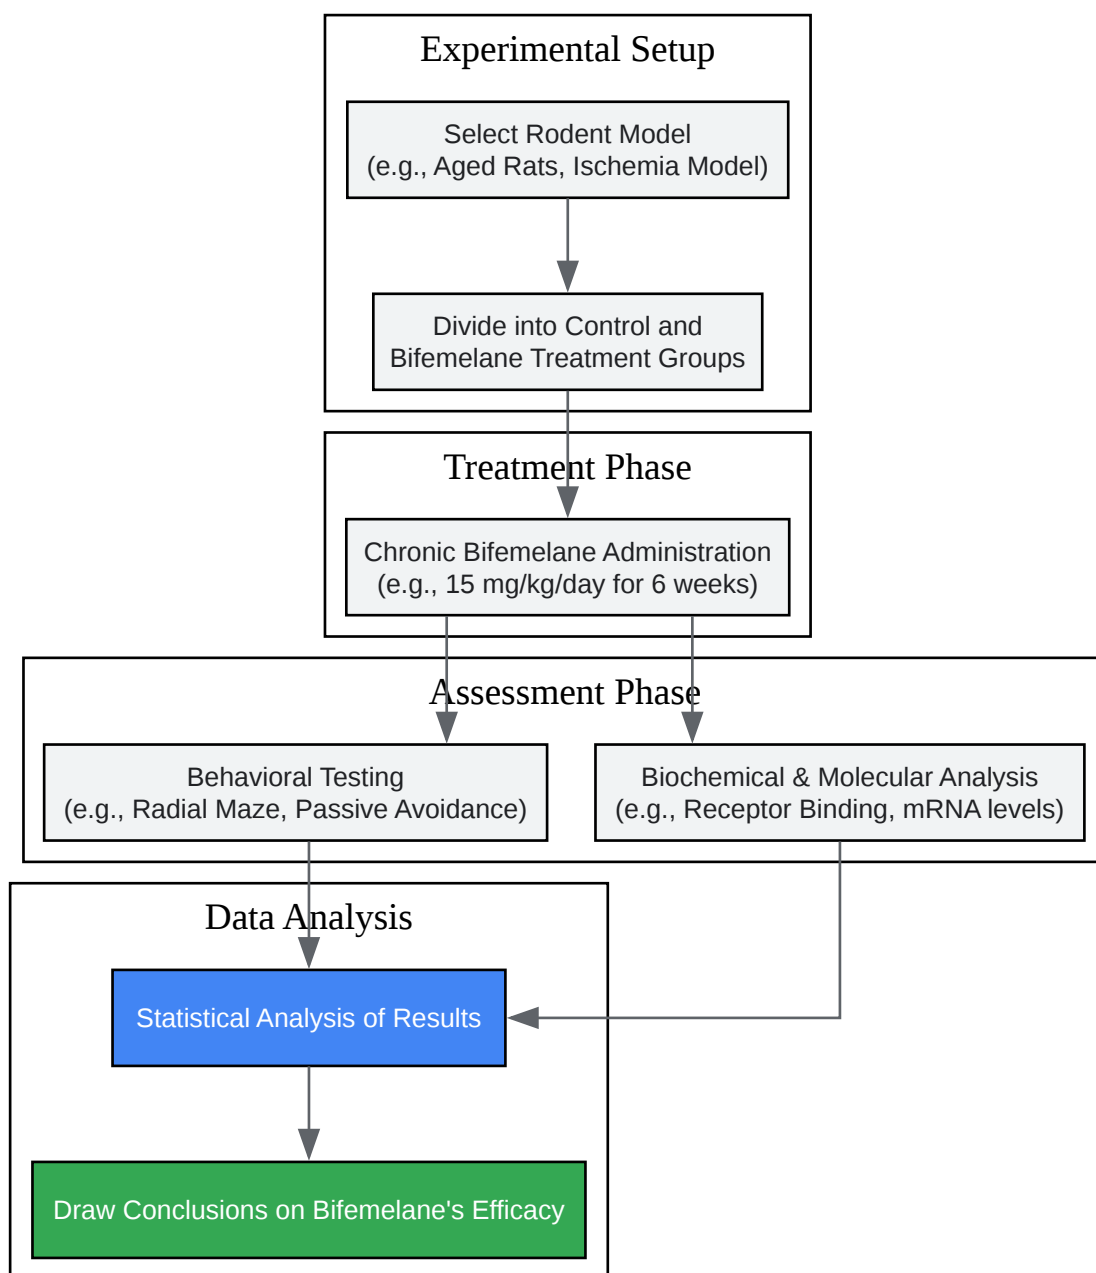 Experimental Setup
Select Rodent Model
(e.g., Aged Rats, Ischemia Model)
Divide into Control and
Bifemelane Treatment Groups
Treatment Phase
Chronic Bifemelane Administration
(e.g., 15 mg/kg/day for 6 weeks)
Assessment Phase
Behavioral Testing
(e.g., Radial Maze, Passive Avoidance)
Biochemical & Molecular Analysis
(e.g., Receptor Binding, mRNA levels)
Data Analysis
Statistical Analysis of Results
Draw Conclusions on Bifemelane's Efficacy